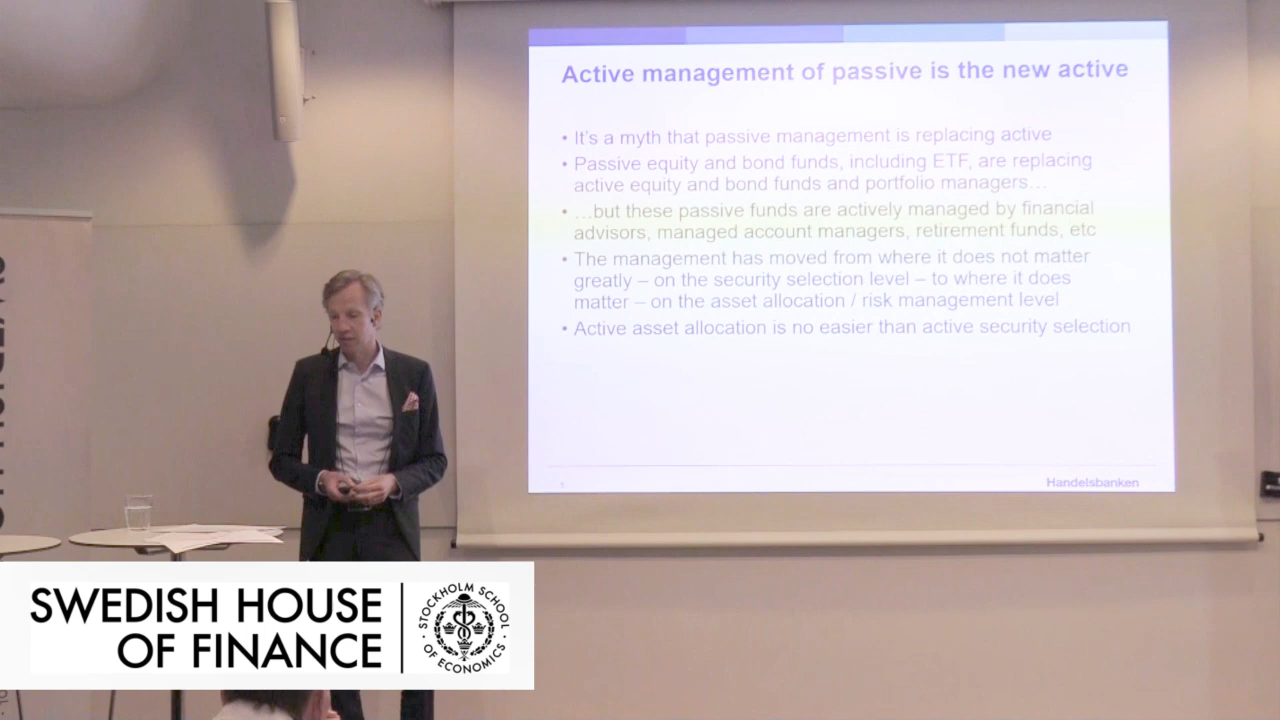 Active management of passive is the new active
• It's a myth that passive management is replacing active
• Passive equity and bond funds, including ETF, are replacing
active equity and bond funds and portfolio managers…
• …but these passive funds are actively managed by financial
advisors, managed account managers, retirement funds, etc
• The management has moved from where it does not matter
greatly – on the security selection level – to where it does
matter – on the asset allocation / risk management level
• Active asset allocation is no easier than active security selection
Handelsbanken
SWEDISH HOUSE
OF FINANCE
STOCKHOLM SCHOOL
· OF ECONOMICS ·